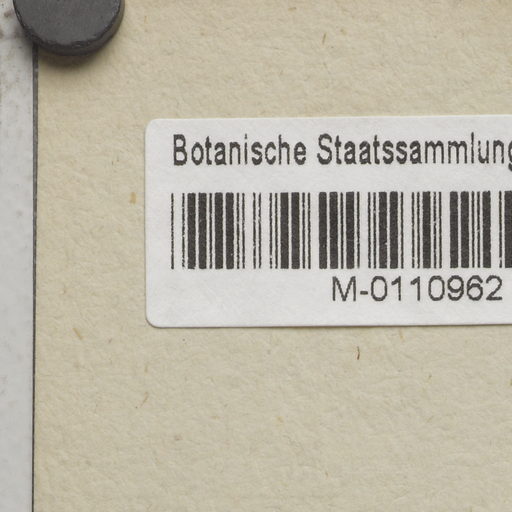 Botanische Staatssammlung
M-0110962